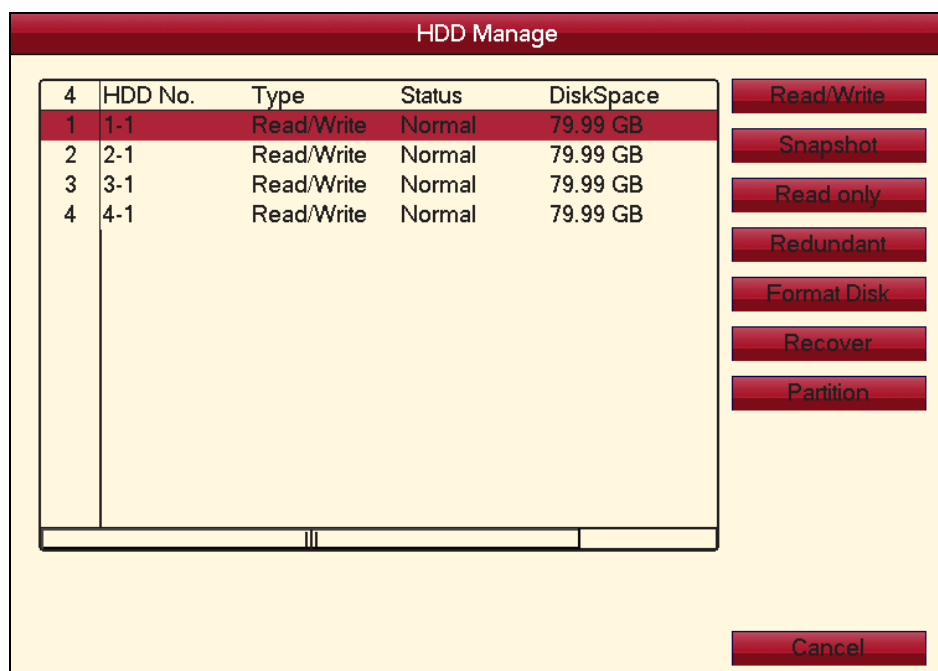 HDD Manage
4 HDD No. Type Status DiskSpace
1 1-1 Read/Write Normal 79.99 GB
2 2-1 Read/Write Normal 79.99 GB
3 3-1 Read/Write Normal 79.99 GB
4 4-1 Read/Write Normal 79.99 GB
Read/Write
Snapshot
Read only
Redundant
Format Disk
Recover
Partition
Cancel